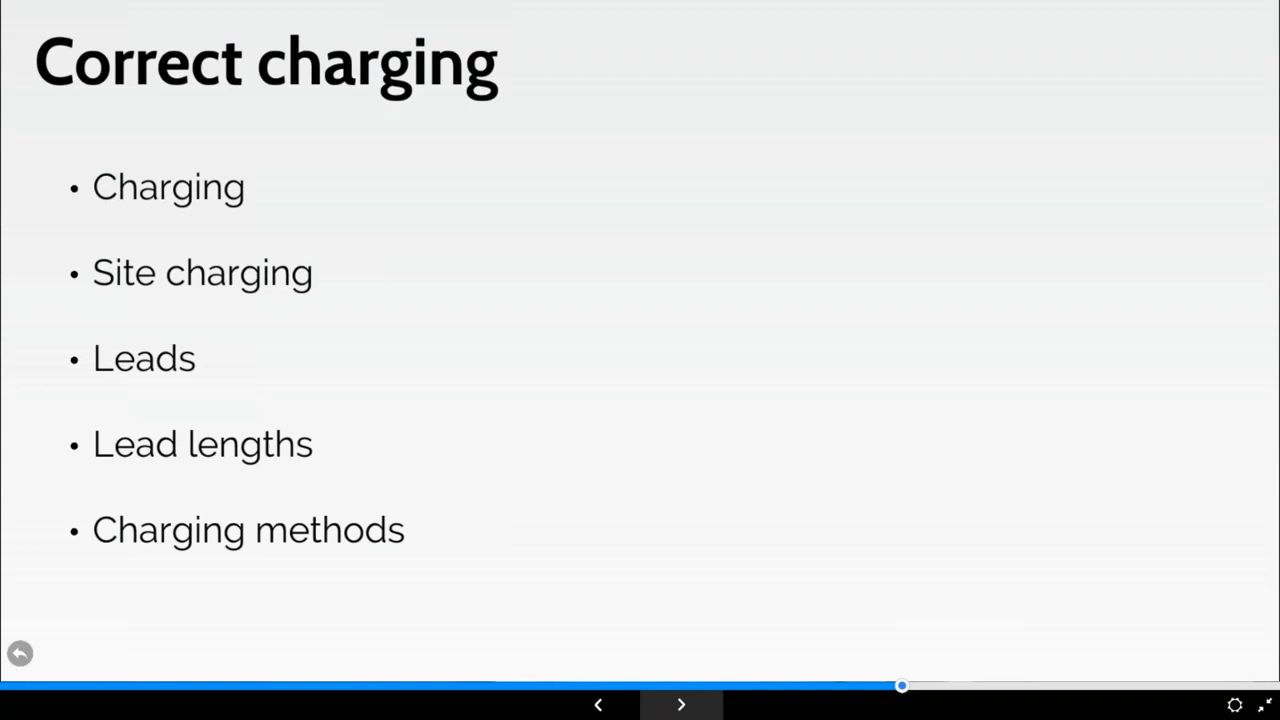 Correct charging
• Charging
• Site charging
• Leads
• Lead lengths
• Charging methods